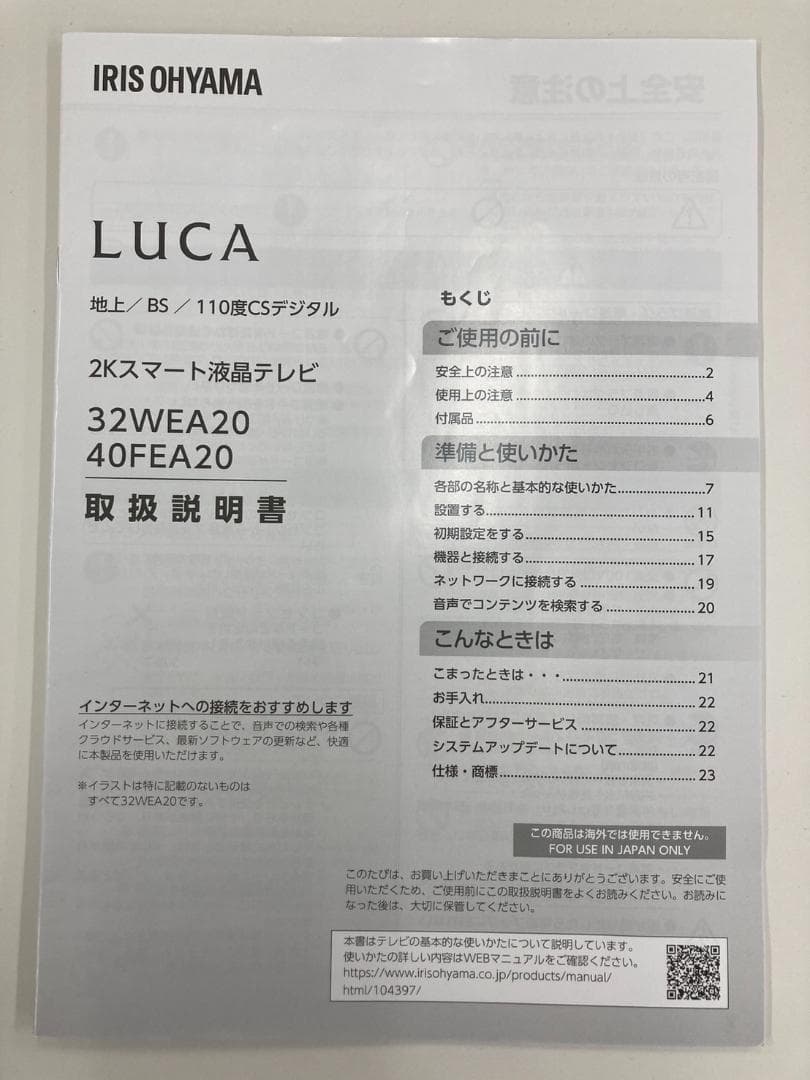 IRIS OHYAMA
LUCA
地上／BS／110度CSデジタル
2Kスマート液晶テレビ
32WEA20
40FEA20
取扱説明書
インターネットへの接続をおすすめします
インターネットに接続することで、音声での検索や各種
クラウドサービス、最新ソフトウェアの更新など、快適
に本製品を使用いただけます。
※イラストは特に記載のないものは
すべて32WEA20です。
もくじ
ご使用の前に
安全上の注意 ........ 2
使用上の注意 ........ 4
付属品 ........ 6
準備と使いかた
各部の名称と基本的な使いかた ........ 7
設置する ........ 11
初期設定をする ........ 15
機器と接続する ........ 17
ネットワークに接続する ........ 19
音声でコンテンツを検索する ........ 20
こんなときは
こまったときは・・・ ........ 21
お手入れ ........ 22
保証とアフターサービス ........ 22
システムアップデートについて ........ 22
仕様・商標 ........ 23
この商品は海外では使用できません。
FOR USE IN JAPAN ONLY
このたびは、お買い上げいただきまことにありがとうございます。安全にご使
用いただくため、ご使用前にこの取扱説明書をよくお読みください。お読みに
なった後は、大切に保管してください。
本書はテレビの基本的な使いかたについて説明しています。
使いかたの詳しい内容はWEBマニュアルをご確認ください。
https://www.irisohyama.co.jp/products/manual/
html/104397/